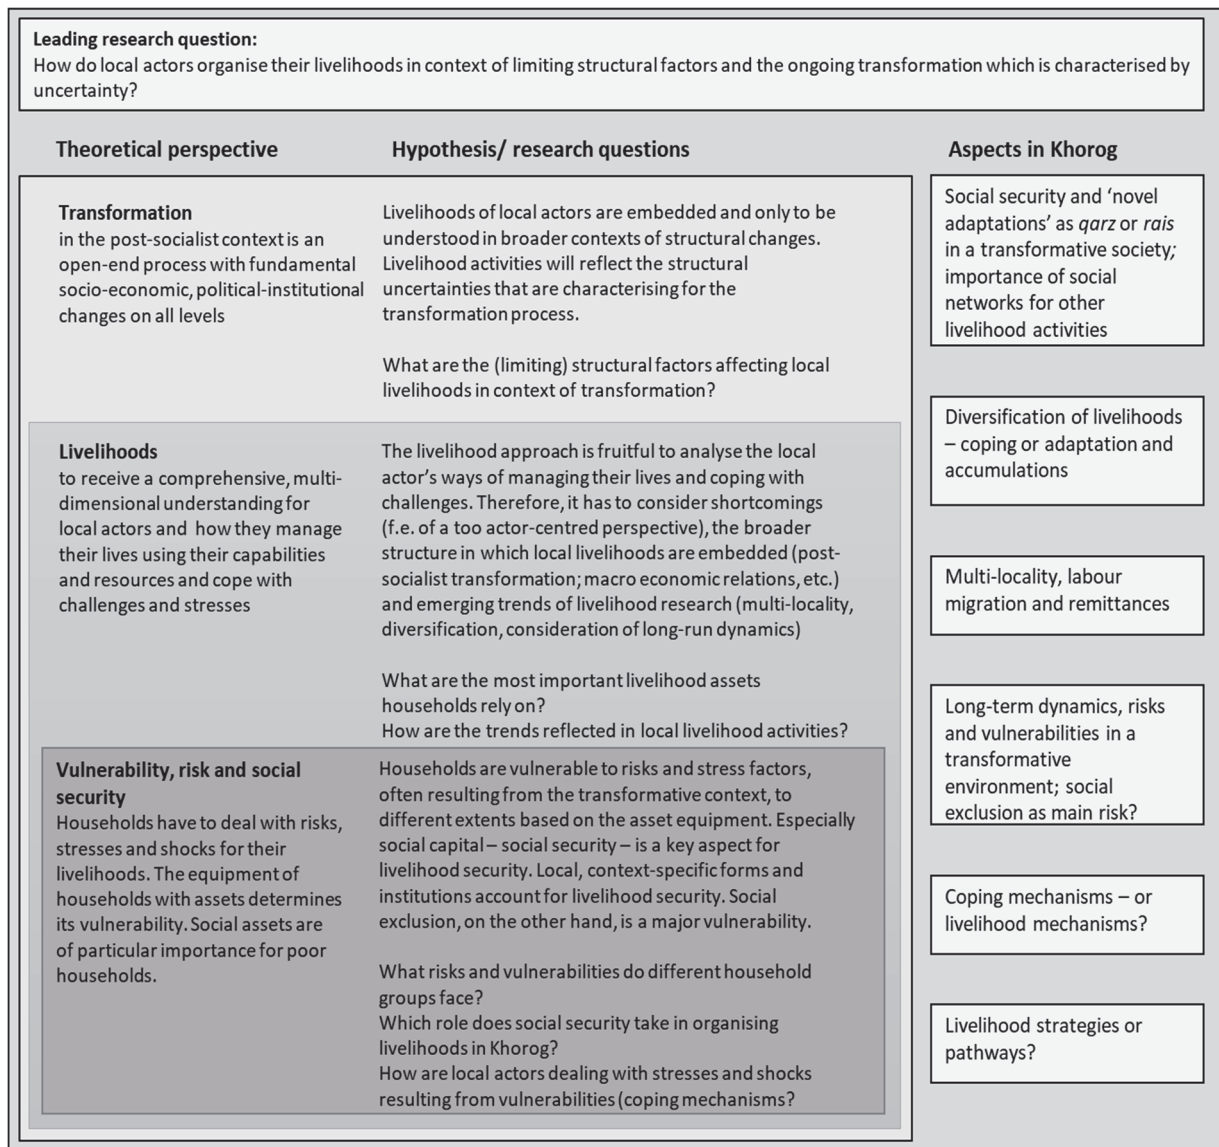 Leading research question:
How do local actors organise their livelihoods in context of limiting structural factors and the ongoing transformation which is characterised by
uncertainty?
Theoretical perspective
Hypothesis/ research questions
Aspects in Khorog
Transformation
in the post-socialist context is an
open-end process with fundamental
socio-economic, political-institutional
changes on all levels
Livelihoods of local actors are embedded and only to be
understood in broader contexts of structural changes.
Livelihood activities will reflect the structural
uncertainties that are characterising for the
transformation process.
What are the (limiting) structural factors affecting local
livelihoods in context of transformation?
Livelihoods
to receive a comprehensive, multi-
dimensional understanding for
local actors and how they manage
their lives using their capabilities
and resources and cope with
challenges and stresses
The livelihood approach is fruitful to analyse the local
actor's ways of managing their lives and coping with
challenges. Therefore, it has to consider shortcomings
(f.e. of a too actor-centred perspective), the broader
structure in which local livelihoods are embedded (post-
socialist transformation; macro economic relations, etc.)
and emerging trends of livelihood research (multi-locality,
diversification, consideration of long-run dynamics)
What are the most important livelihood assets
households rely on?
How are the trends reflected in local livelihood activities?
Vulnerability, risk and social
security
Households have to deal with risks,
stresses and shocks for their
livelihoods. The equipment of
households with assets determines
its vulnerability. Social assets are
of particular importance for poor
households.
Households are vulnerable to risks and stress factors,
often resulting from the transformative context, to
different extents based on the asset equipment. Especially
social capital – social security – is a key aspect for
livelihood security. Local, context-specific forms and
institutions account for livelihood security. Social
exclusion, on the other hand, is a major vulnerability.
What risks and vulnerabilities do different household
groups face?
Which role does social security take in organising
livelihoods in Khorog?
How are local actors dealing with stresses and shocks
resulting from vulnerabilities (coping mechanisms?
Social security and ‘novel
adaptations’ as qarz or rais
in a transformative society;
importance of social
networks for other
livelihood activities
Diversification of livelihoods
– coping or adaptation and
accumulations
Multi-locality, labour
migration and remittances
Long-term dynamics, risks
and vulnerabilities in a
transformative
environment; social
exclusion as main risk?
Coping mechanisms – or
livelihood mechanisms?
Livelihood strategies or
pathways?